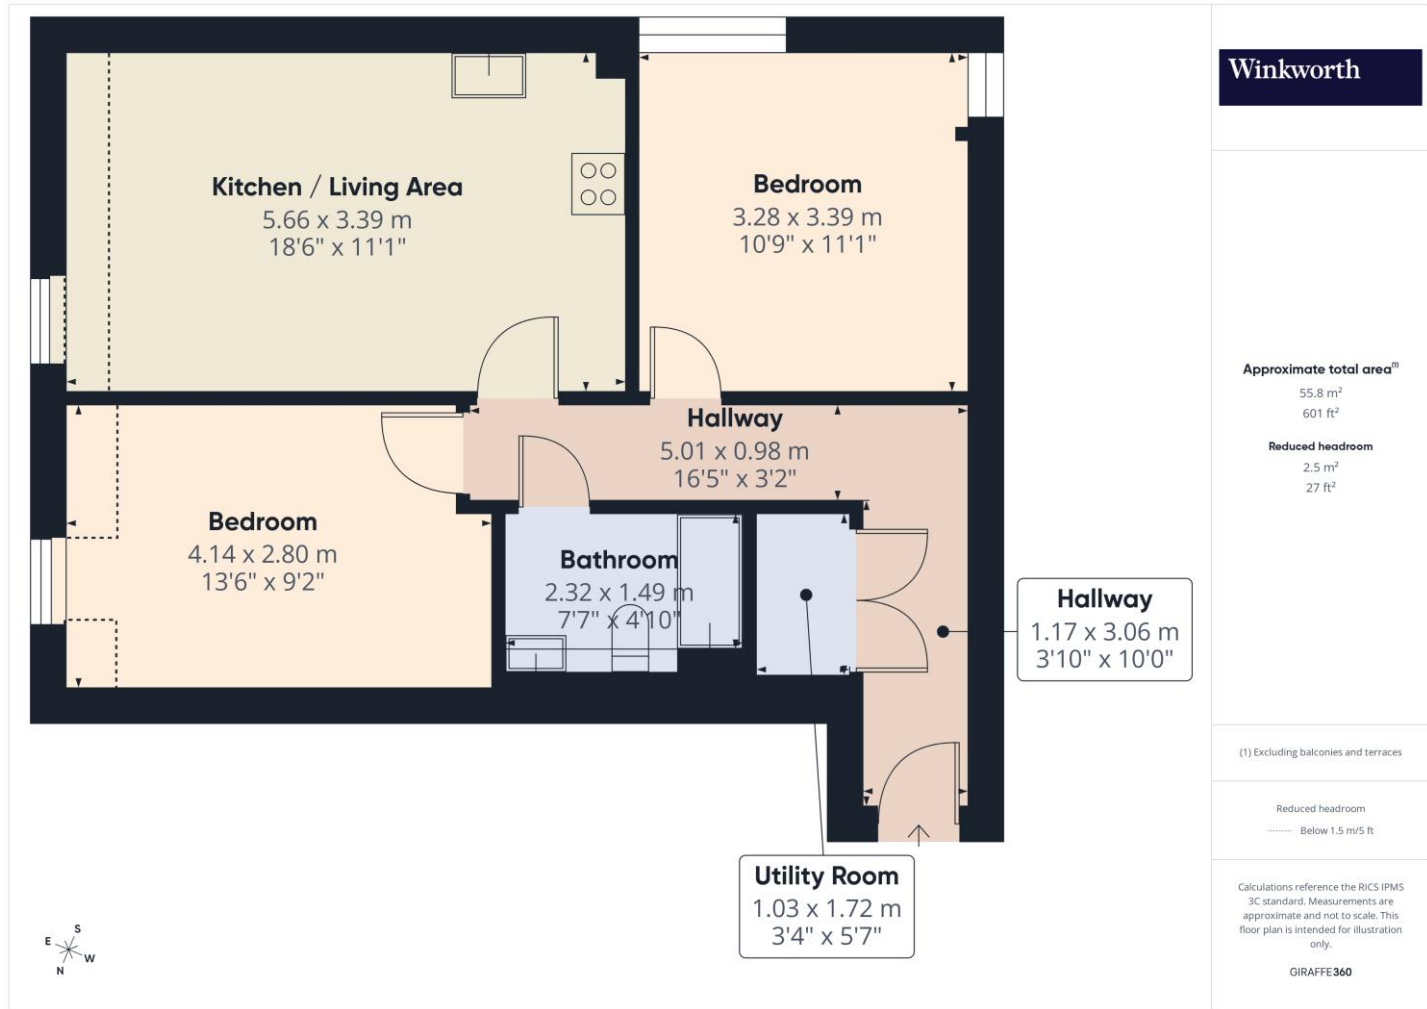 Kitchen / Living Area
5.66 x 3.39 m
18'6" x 11'1"
Bedroom
3.28 x 3.39 m
10'9" x 11'1"
Hallway
5.01 x 0.98 m
16'5" x 3'2"
Bedroom
4.14 x 2.80 m
13'6" x 9'2"
Bathroom
2.32 x 1.49 m
7'7" x 4'10"
Hallway
1.17 x 3.06 m
3'10" x 10'0"
Utility Room
1.03 x 1.72 m
3'4" x 5'7"
S
E
W
N
Winkworth
Approximate total area(1)
55.8 m²
601 ft²
Reduced headroom
2.5 m²
27 ft²
(1) Excluding balconies and terraces
Reduced headroom
Below 1.5 m/5 ft
Calculations reference the RICS IPMS
3C standard. Measurements are
approximate and not to scale. This
floor plan is intended for illustration
only.
GIRAFFE360